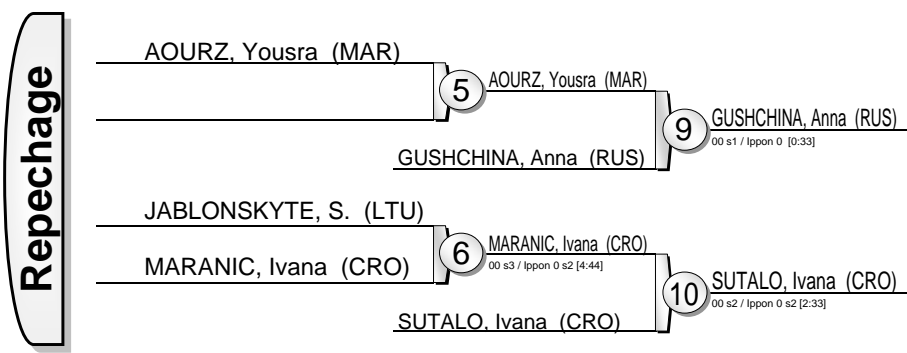 Repechage
AOURZ, Yousra (MAR)
5
AOURZ, Yousra (MAR)
GUSHCHINA, Anna (RUS)
9
GUSHCHINA, Anna (RUS)
00 s1 / Ippon 0 [0:33]
JABLONSKYTE, S. (LTU)
MARANIC, Ivana (CRO)
6
MARANIC, Ivana (CRO)
00 s3 / Ippon 0 s2 [4:44]
SUTALO, Ivana (CRO)
10
SUTALO, Ivana (CRO)
00 s2 / Ippon 0 s2 [2:33]